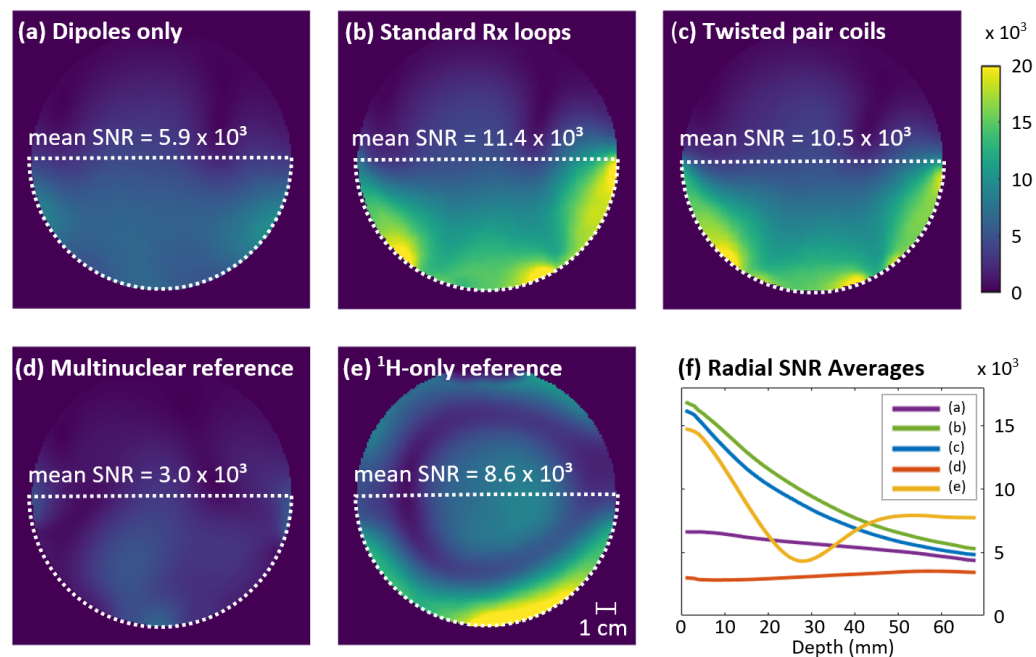 (a) Dipoles only
mean SNR = 5.9 x 10³
(b) Standard Rx loops
mean SNR = 11.4 x 10³
(c) Twisted pair coils
mean SNR = 10.5 x 10³
x 10³
20
15
10
5
0
(d) Multinuclear reference
mean SNR = 3.0 x 10³
(e) ¹H-only reference
mean SNR = 8.6 x 10³
1 cm
(f) Radial SNR Averages
x 10³
(a)
(b)
(c)
(d)
(e)
15
10
5
0
0 10 20 30 40 50 60
Depth (mm)